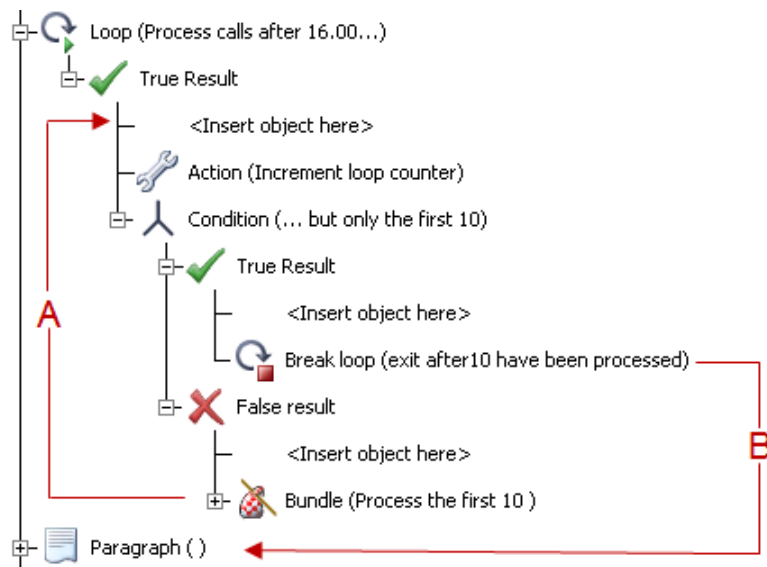 Loop (Process calls after 16.00...)
True Result
<Insert object here>
Action (Increment loop counter)
Condition (... but only the first 10)
True Result
<Insert object here>
A
Break loop (exit after10 have been processed)
False result
B
<Insert object here>
Bundle (Process the first 10 )
Paragraph ( )